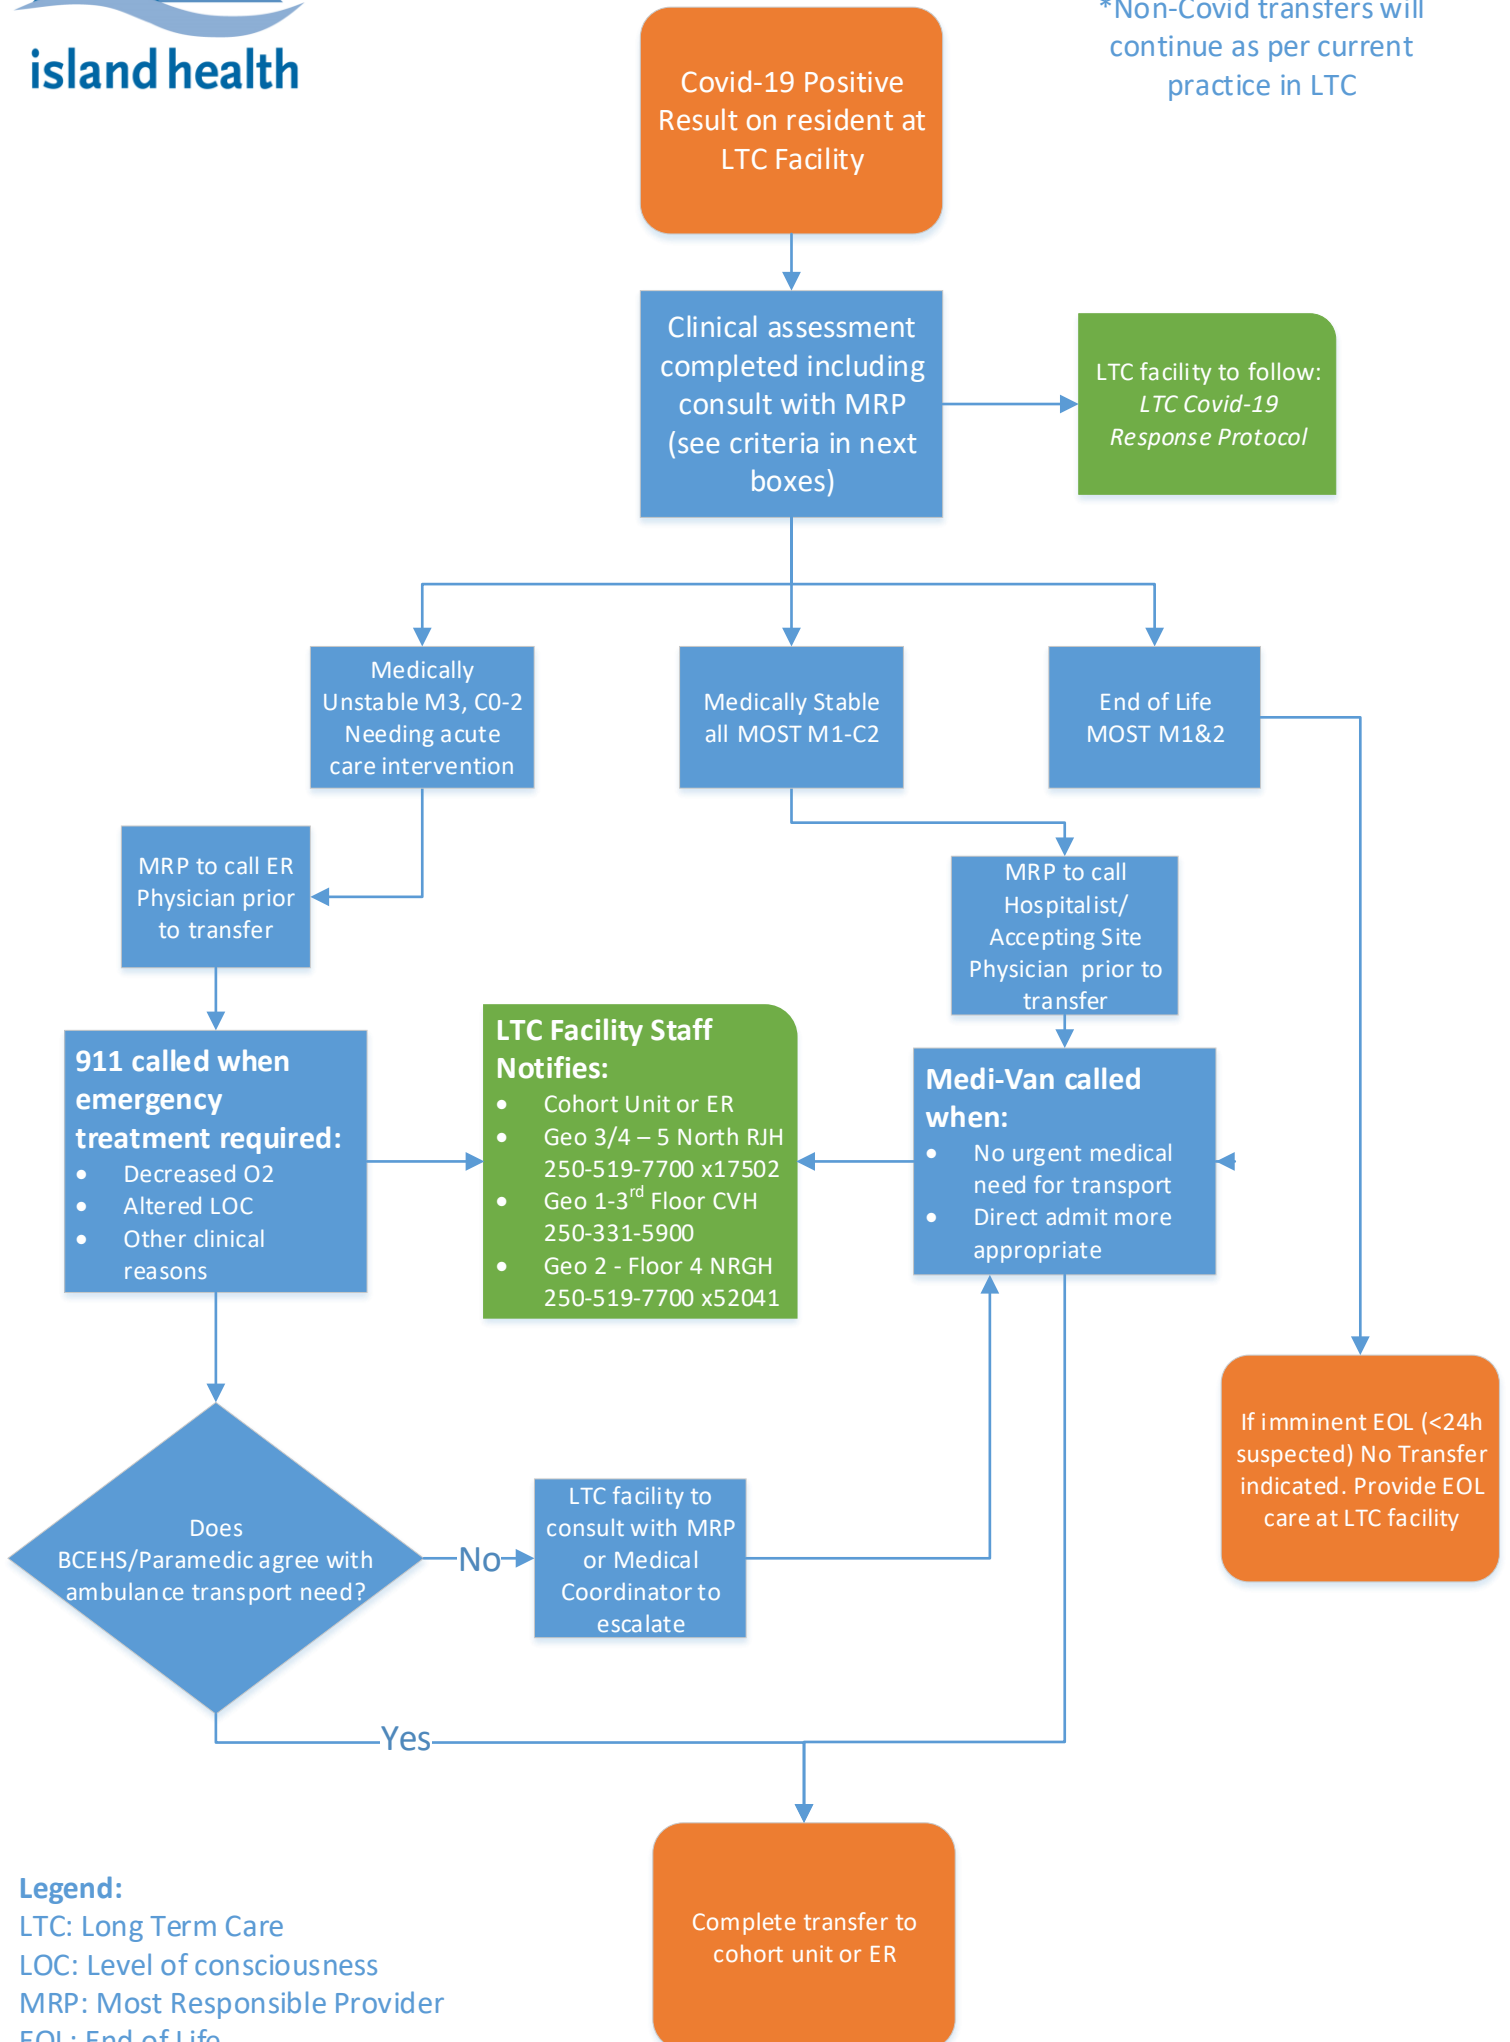 island health
*Non-Covid transfers will
continue as per current
practice in LTC
Covid-19 Positive
Result on resident at
LTC Facility
Clinical assessment
completed including
consult with MRP
(see criteria in next
boxes)
LTC facility to follow:
LTC Covid-19
Response Protocol
Medically
Unstable M3, C0-2
Needing acute
care intervention
Medically Stable
all MOST M1-C2
End of Life
MOST M1&2
MRP to call ER
Physician prior
to transfer
MRP to call
Hospitalist/
Accepting Site
Physician prior to
transfer
911 called when
emergency
treatment required:
• Decreased O2
• Altered LOC
• Other clinical
reasons
LTC Facility Staff
Notifies:
• Cohort Unit or ER
• Geo 3/4 – 5 North RJH
250-519-7700 x17502
• Geo 1-3rd Floor CVH
250-331-5900
• Geo 2 - Floor 4 NRGH
250-519-7700 x52041
Medi-Van called
when:
• No urgent medical
need for transport
• Direct admit more
appropriate
If imminent EOL (<24h
suspected) No Transfer
indicated. Provide EOL
care at LTC facility
Does
BCEHS/Paramedic agree with
ambulance transport need?
No
LTC facility to
consult with MRP
or Medical
Coordinator to
escalate
Yes
Complete transfer to
cohort unit or ER
Legend:
LTC: Long Term Care
LOC: Level of consciousness
MRP: Most Responsible Provider
EOL: End of Life